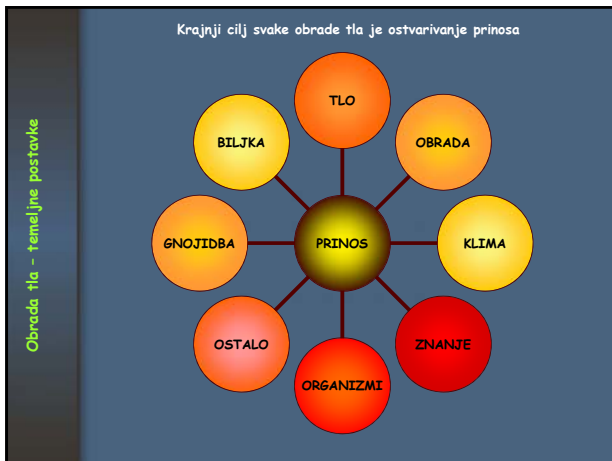 Krajnji cilj svake obrade tla je ostvarivanje prinosa
Obrada tla - temeljne postavke
TLO
BILJKA
OBRADA
GNOJIDBA
PRINOS
KLIMA
OSTALO
ZNANJE
ORGANIZMI